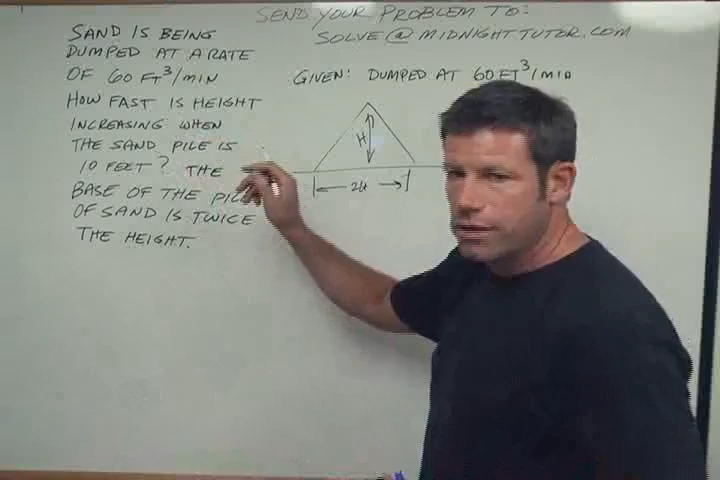 SEND YOUR PROBLEM TO:
SOLVE@MIDNIGHTTUTOR.COM
SAND IS BEING
DUMPED AT A RATE
OF 60 FT³/MIN
HOW FAST IS HEIGHT
INCREASING WHEN
THE SAND PILE IS
10 FEET? THE
BASE OF THE PILE
OF SAND IS TWICE
THE HEIGHT.
GIVEN: DUMPED AT 60 FT³/MIN
H
2H